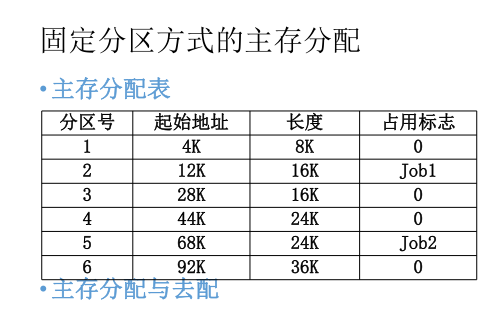 固定分区方式的主存分配
•主存分配表
分区号 起始地址 长度 占用标志
1 4K 8K 0
2 12K 16K Job1
3 28K 16K 0
4 44K 24K 0
5 68K 24K Job2
6 92K 36K 0
•主存分配与去配